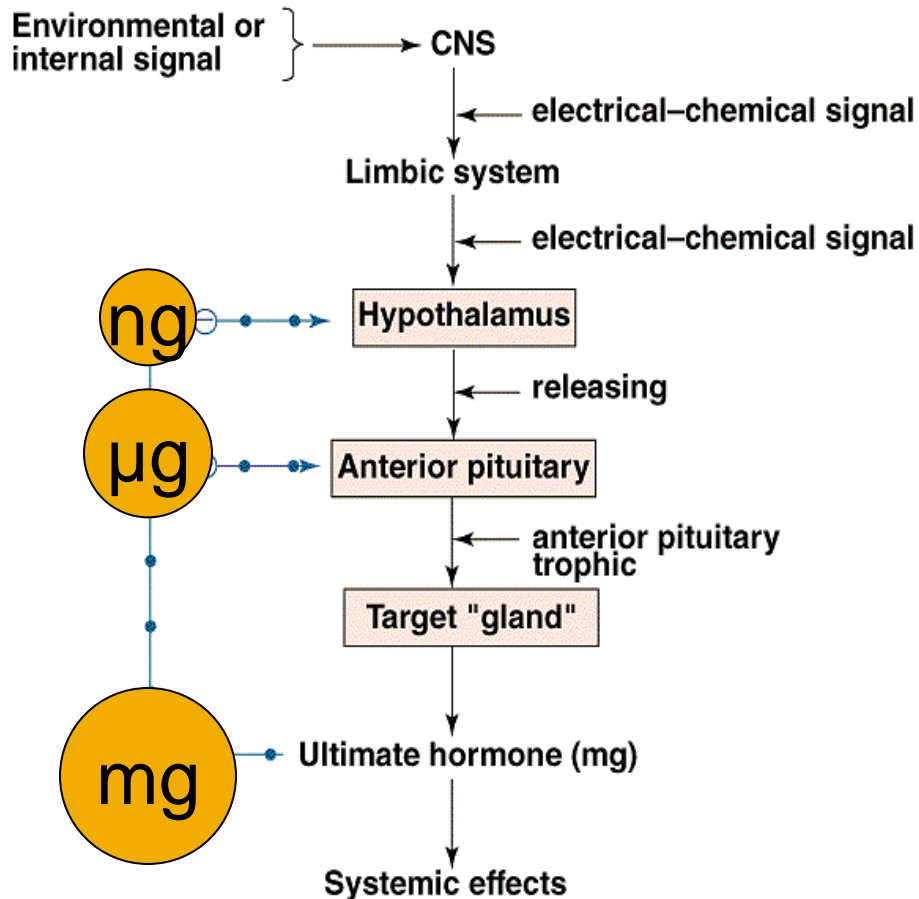 Environmental or
internal signal
CNS
electrical–chemical signal
Limbic system
electrical–chemical signal
ng
Hypothalamus
releasing
µg
Anterior pituitary
anterior pituitary
trophic
Target "gland"
mg
Ultimate hormone (mg)
Systemic effects